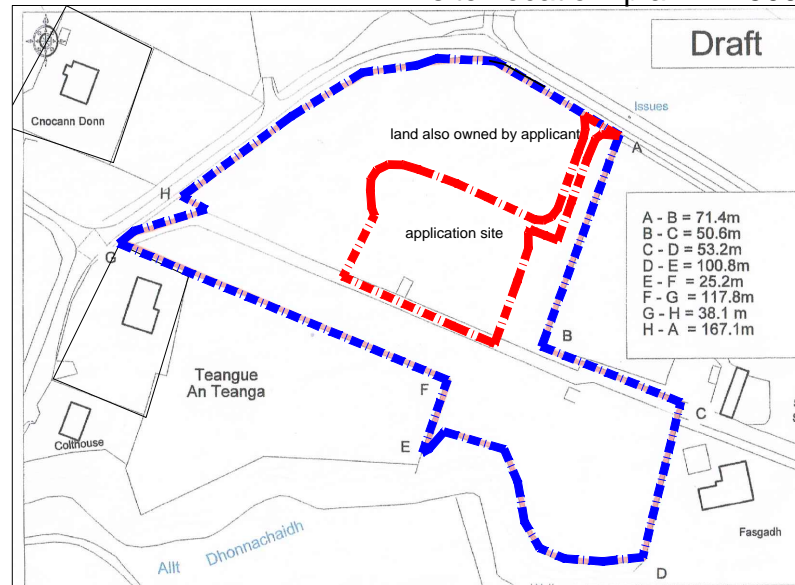 Draft
Issues
Cnocann Donn
land also owned by applicant
A
H
application site
A - B = 71.4m
B - C = 50.6m
C - D = 53.2m
D - E = 100.8m
E - F = 25.2m
F - G = 117.8m
G - H = 38.1 m
H - A = 167.1m
G
B
Teangue
An Teanga
F
C
Colthouse
E
Fasgadh
Allt Dhonnachaidh
D